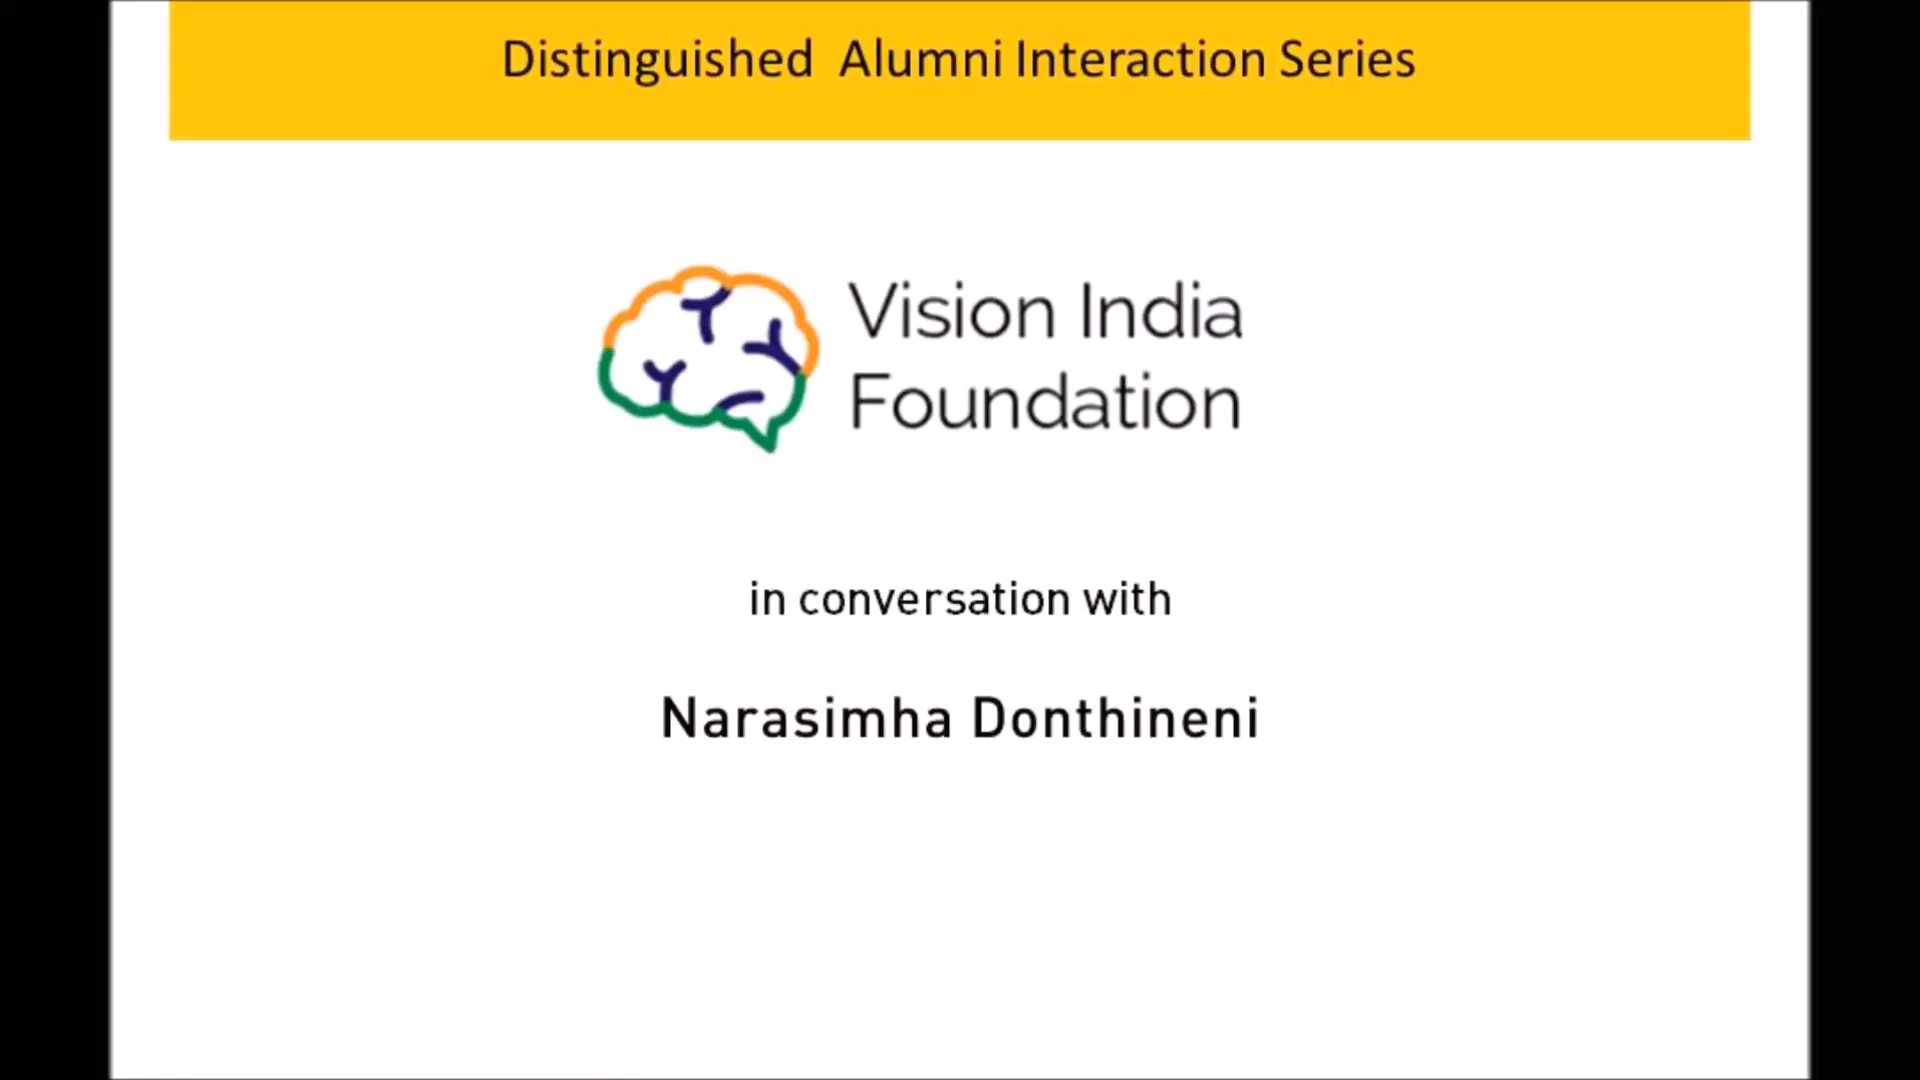 Distinguished Alumni Interaction Series
Vision India
Foundation
in conversation with
Narasimha Donthineni